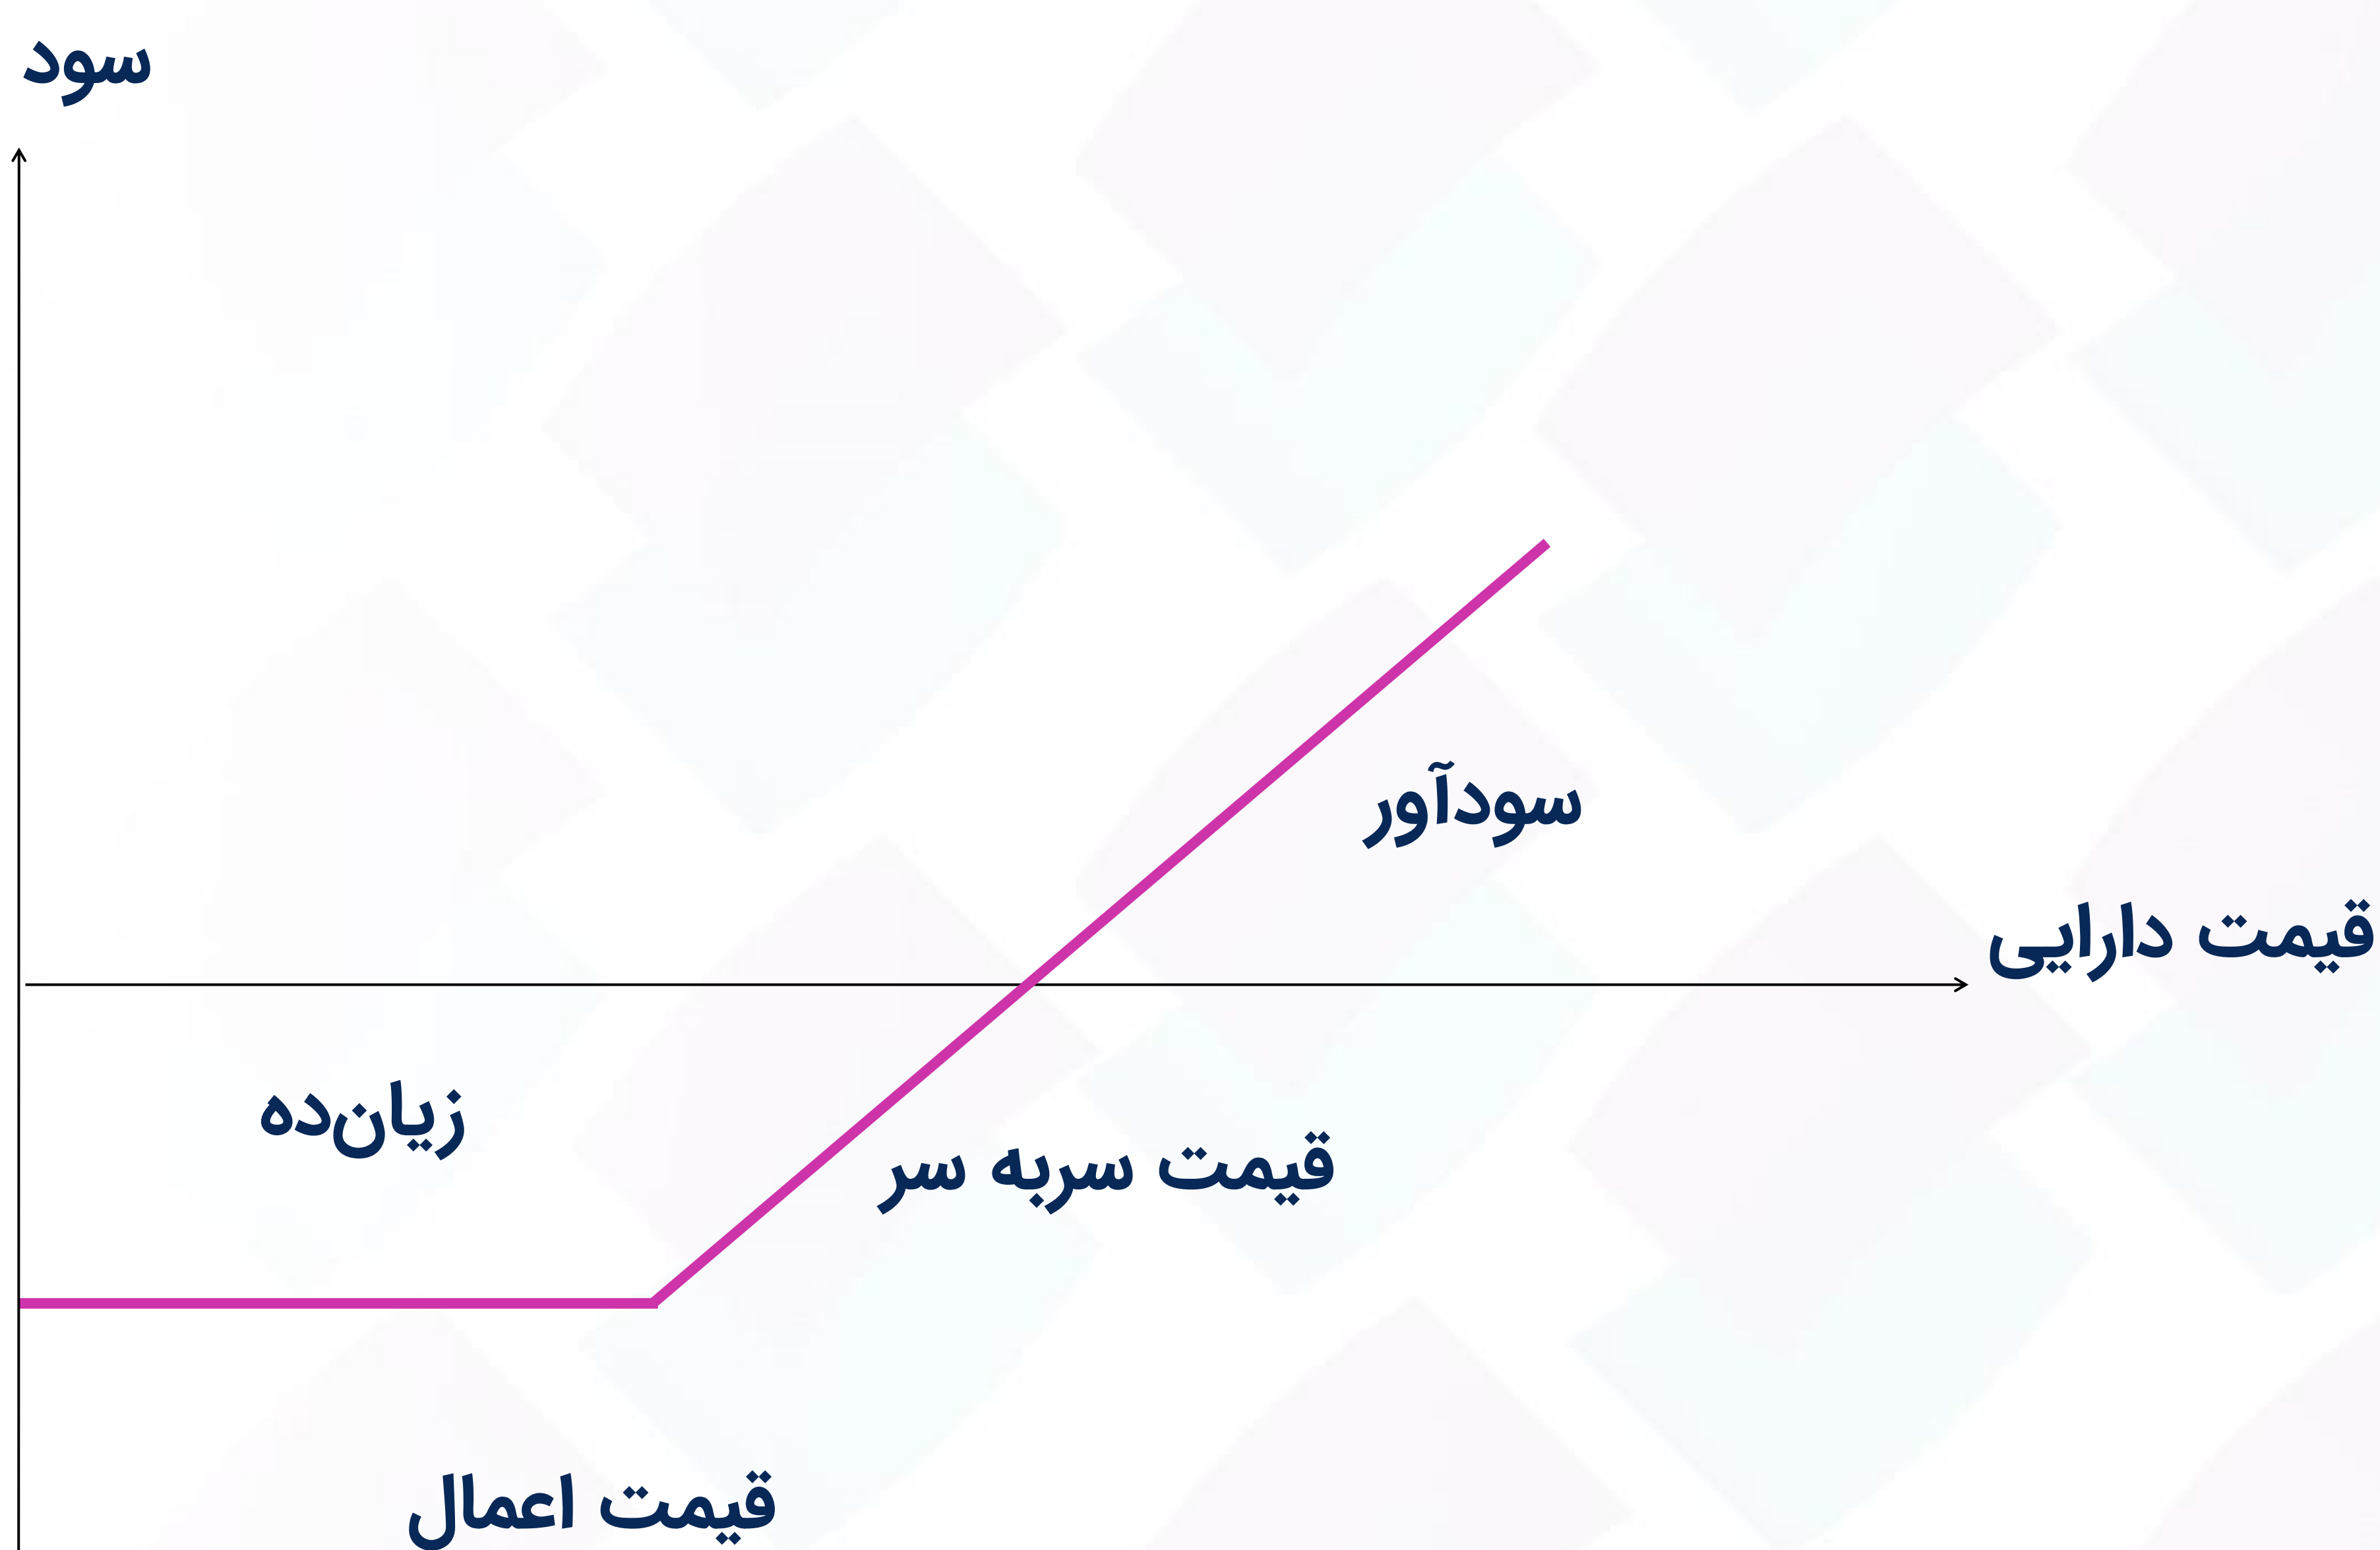 سود
سودآور
قیمت دارایی
زیان‌ده
قیمت سربه سر
قیمت اعمال